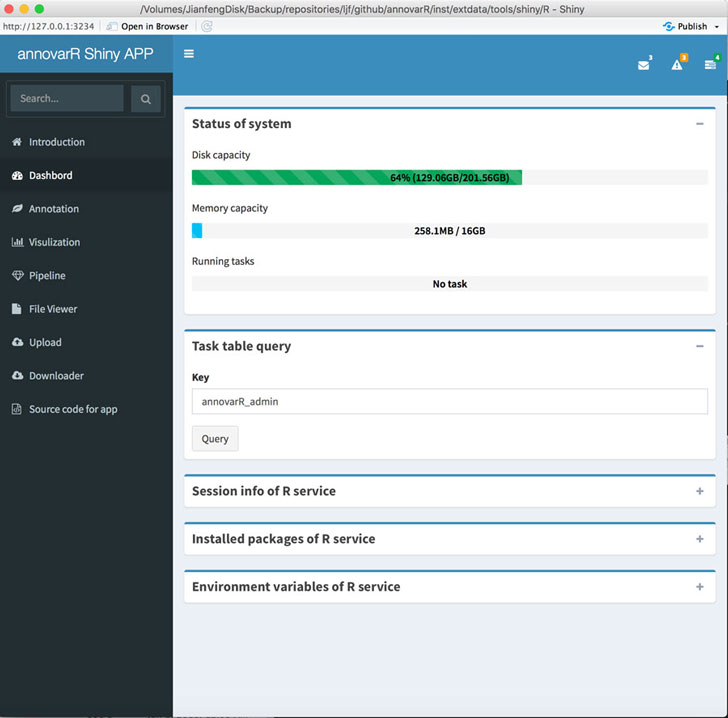 /Volumes/JianfengDisk/Backup/repositories/ljf/github/annovarR/inst/extdata/tools/shiny/R - Shiny
http://127.0.0.1:3234 Open in Browser Publish
annovarR Shiny APP
3 3 4
Search...
Introduction
Dashbord
Annotation
Visulization
Pipeline
File Viewer
Upload
Downloader
Source code for app
Status of system
Disk capacity
64% (129.06GB/201.56GB)
Memory capacity
258.1MB / 16GB
Running tasks
No task
Task table query
Key
annovarR_admin
Query
Session info of R service
Installed packages of R service
Environment variables of R service